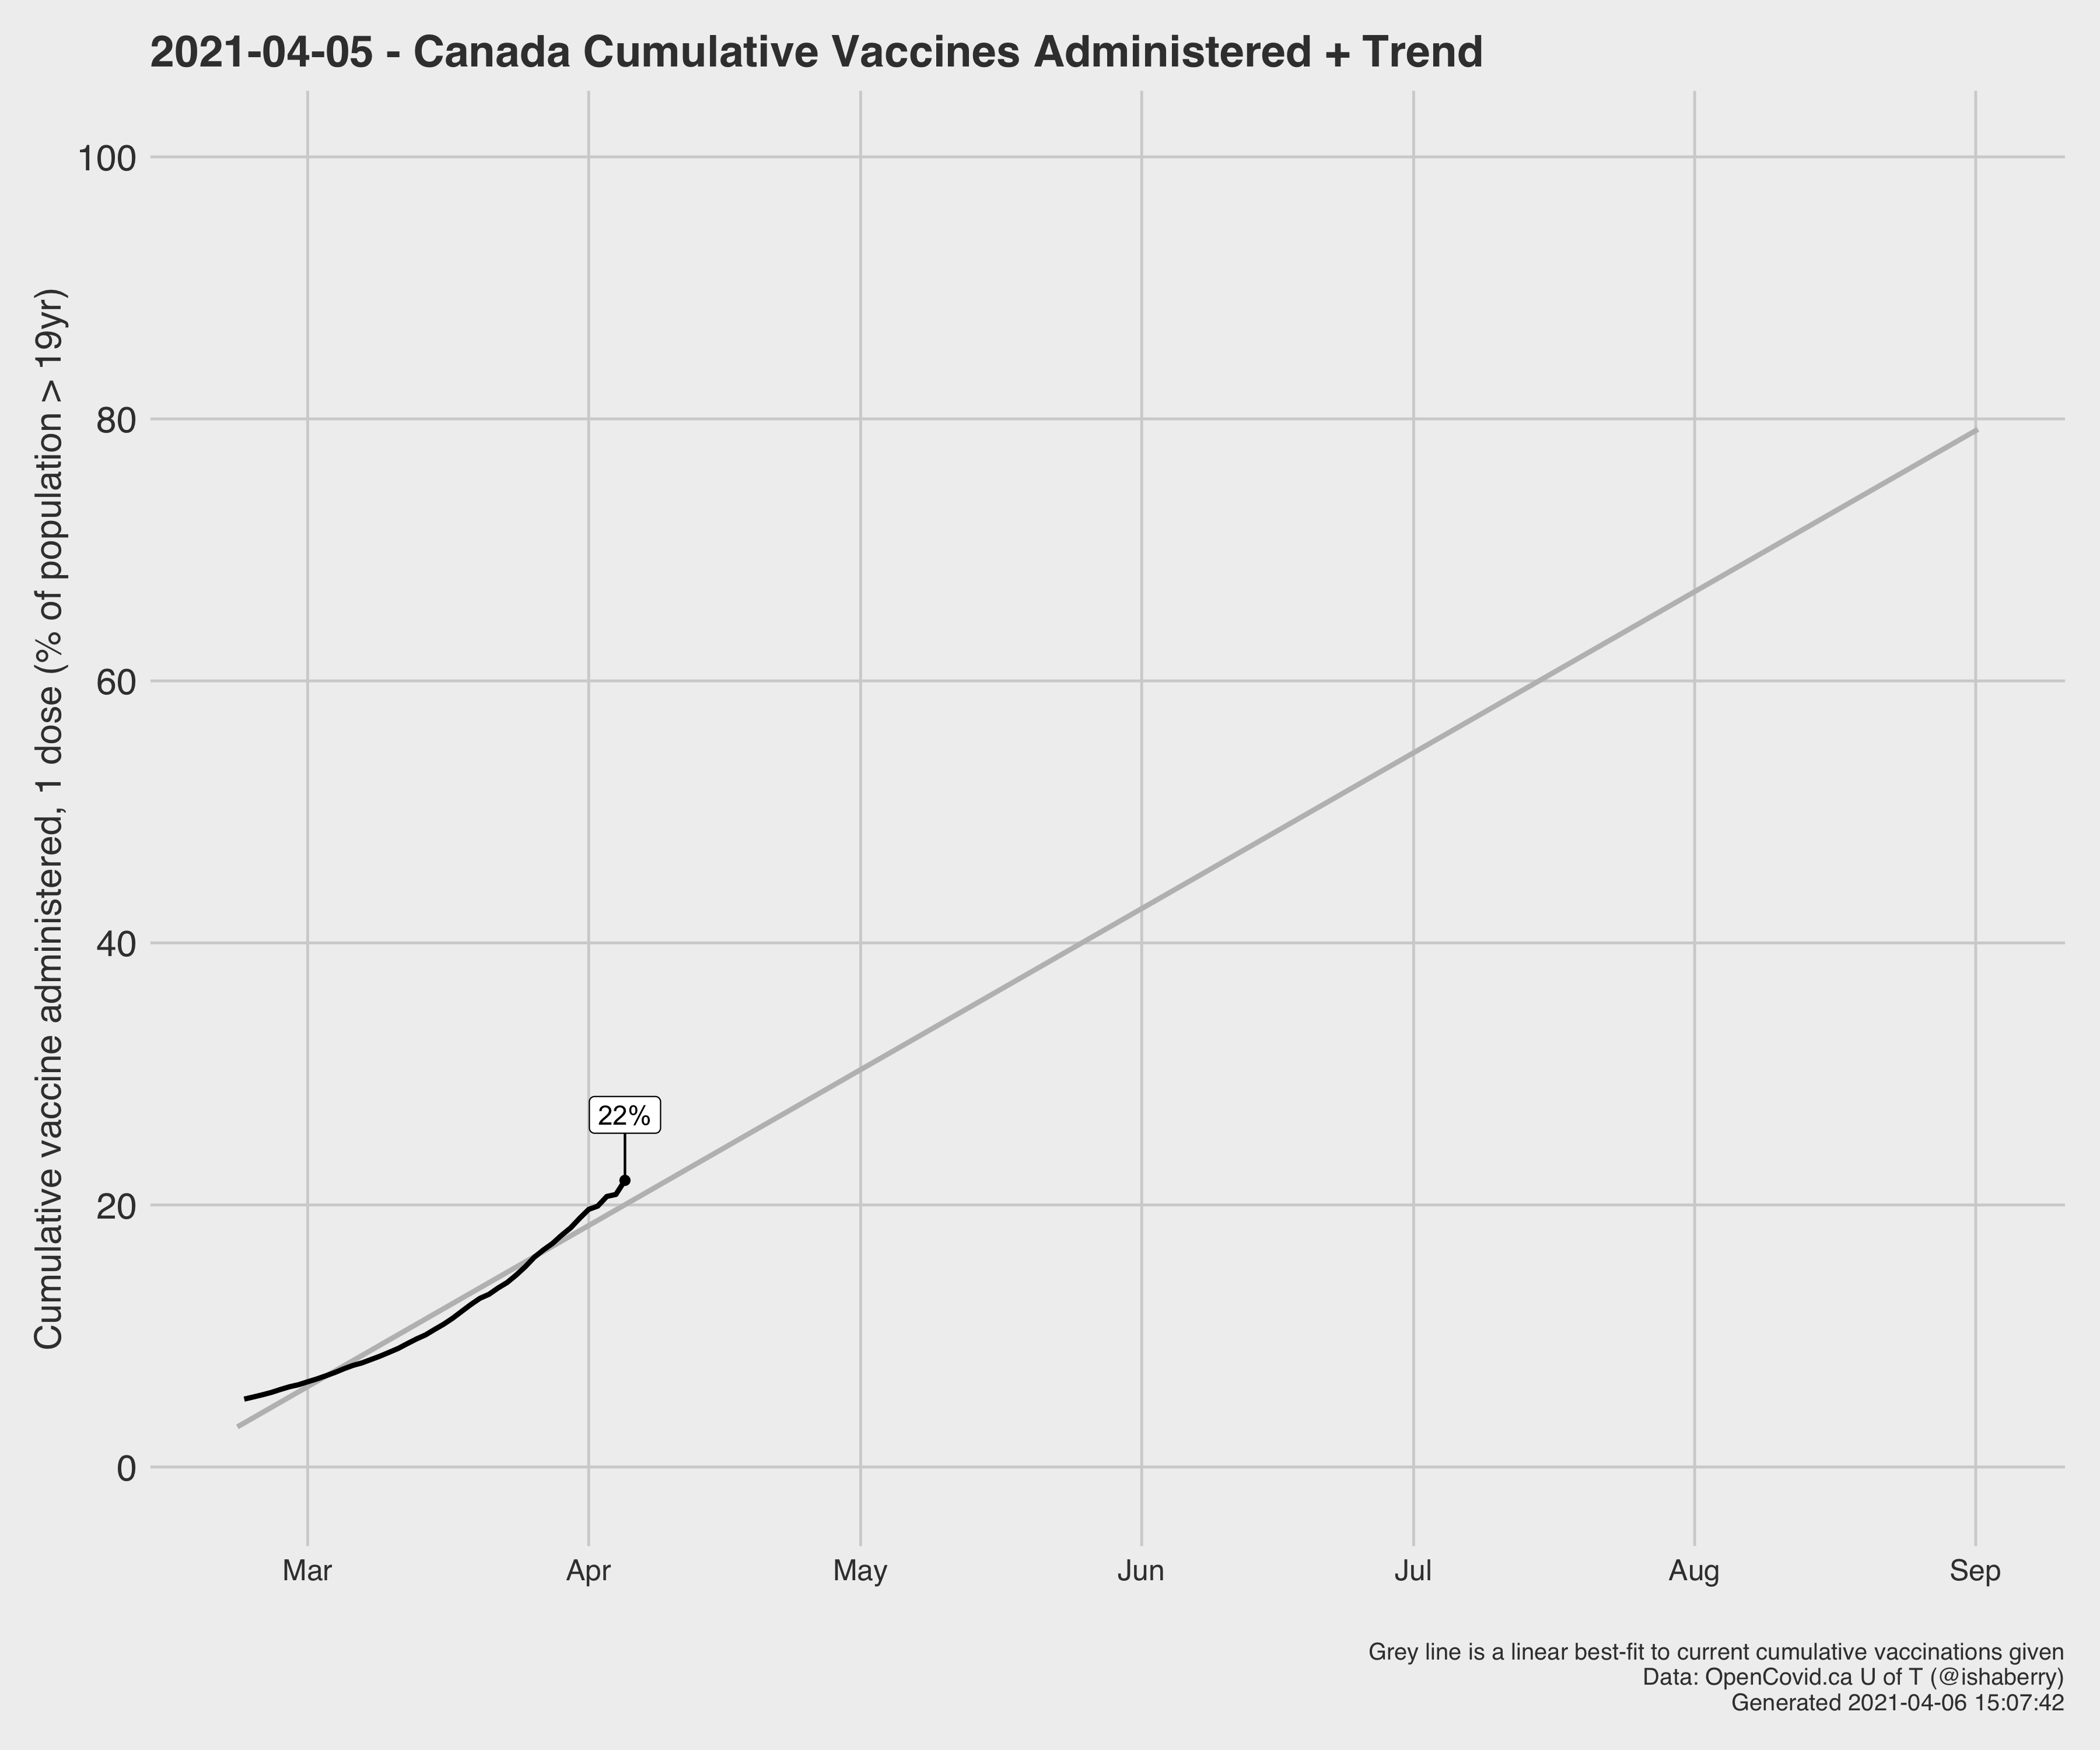 2021-04-05 - Canada Cumulative Vaccines Administered + Trend
Cumulative vaccine administered, 1 dose (% of population > 19yr)
100
80
60
40
20
0
22%
Mar
Apr
May
Jun
Jul
Aug
Sep
Grey line is a linear best-fit to current cumulative vaccinations given
Data: OpenCovid.ca U of T (@ishaberry)
Generated 2021-04-06 15:07:42